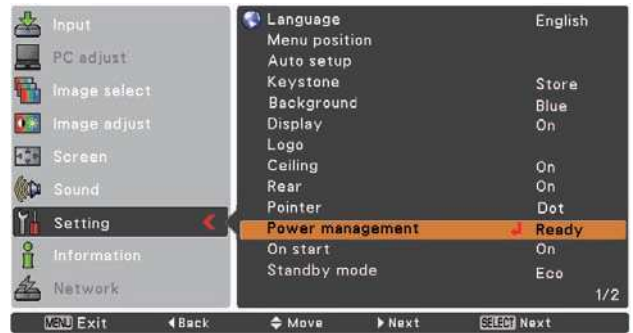 Input
PC adjust
Image select
Image adjust
Screen
Sound
Setting
Information
Network
Language English
Menu position
Auto setup
Keystone Store
Background Blue
Display On
Logo
Ceiling On
Rear On
Pointer Dot
Power management Ready
On start On
Standby mode Eco
1/2
MENU Exit Back Move Next SELECT Next